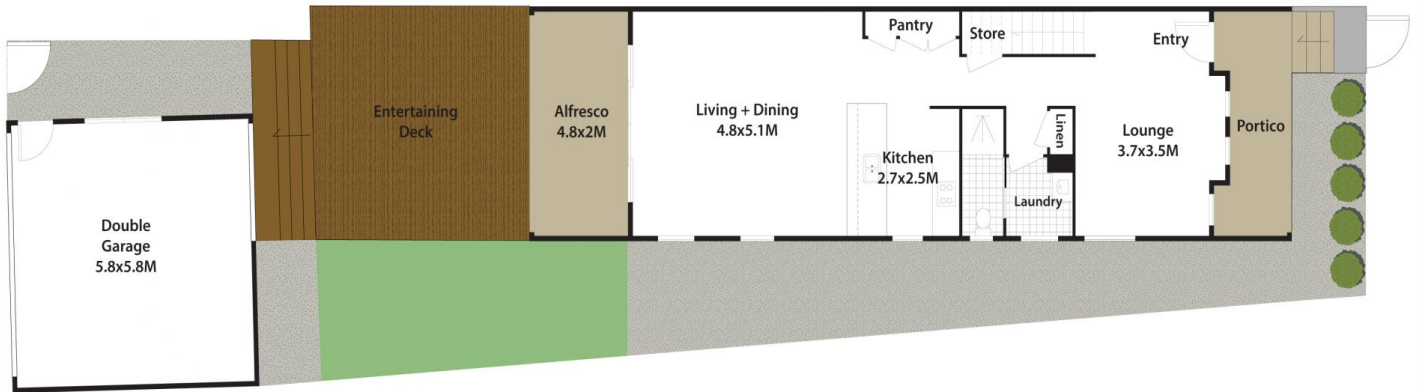 Pantry
Store
Entry
Entertaining
Deck
Alfresco
4.8x2M
Living + Dining
4.8x5.1M
Linen
Lounge
3.7x3.5M
Portico
Kitchen
2.7x2.5M
Laundry
Double
Garage
5.8x5.8M